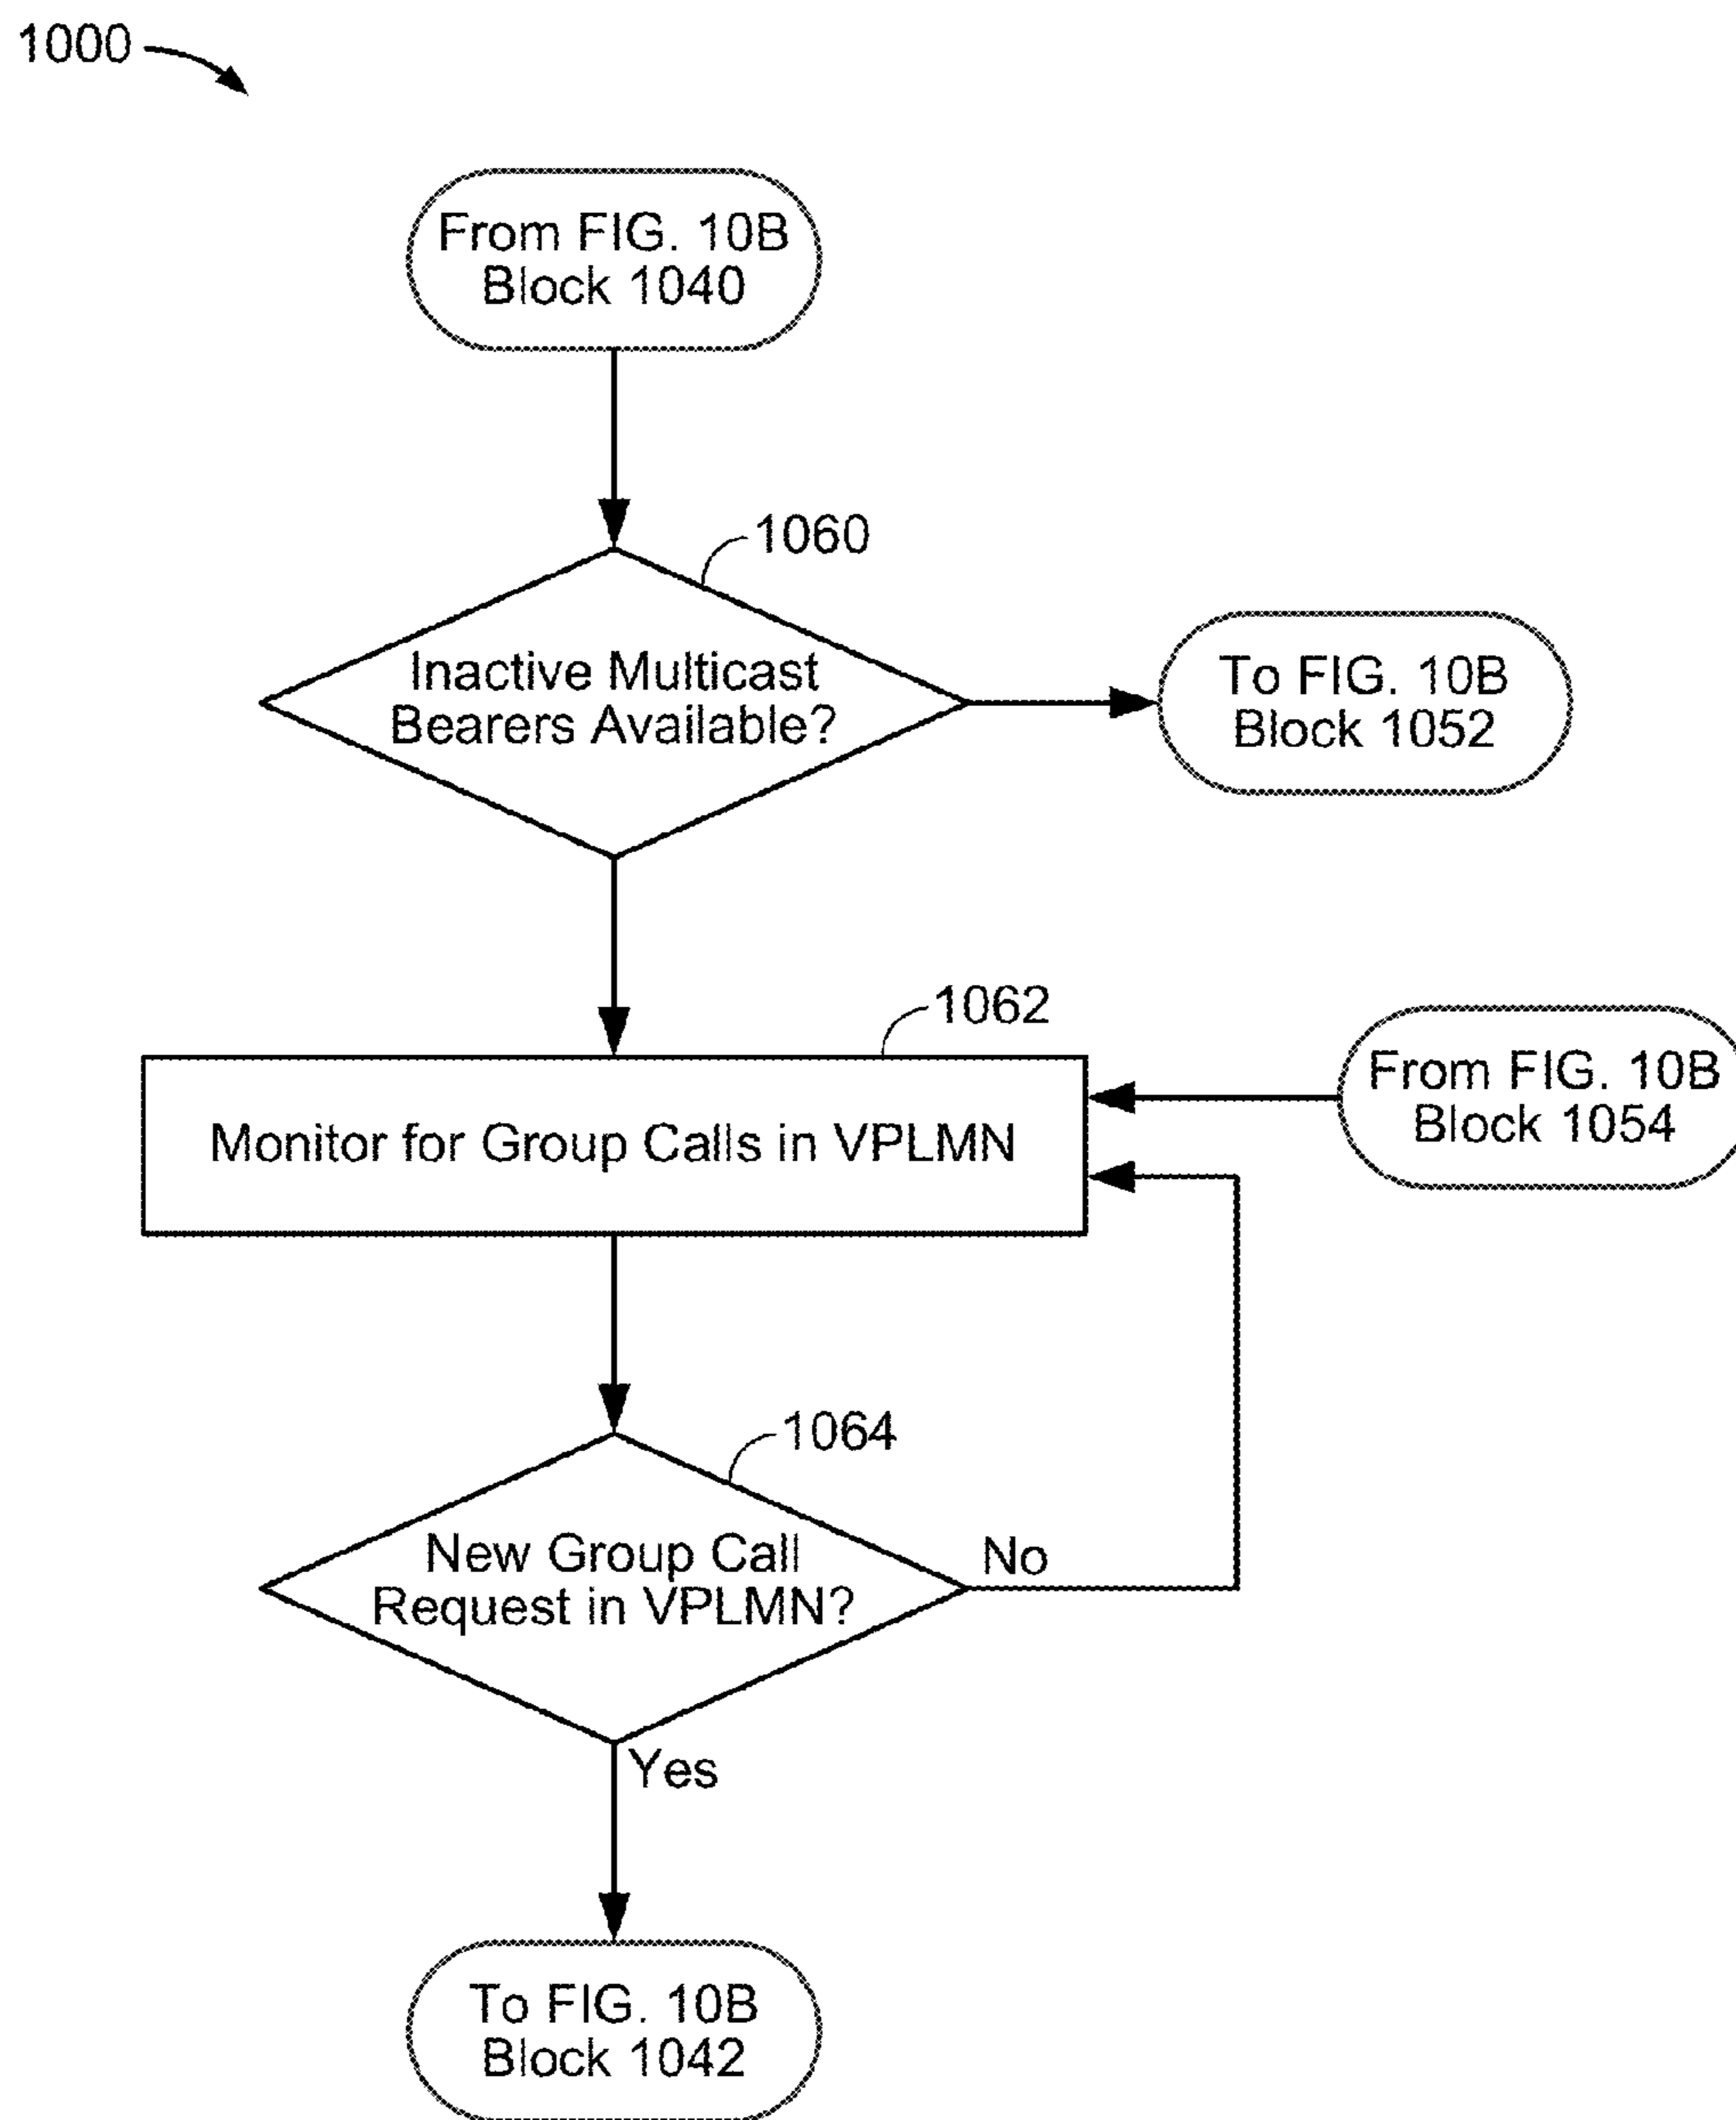 1000
From FIG. 10B
Block 1040
1060
Inactive Multicast
Bearers Available?
To FIG. 10B
Block 1052
1062
Monitor for Group Calls in VPLMN
From FIG. 10B
Block 1054
1064
New Group Call
Request in VPLMN?
No
Yes
To FIG. 10B
Block 1042